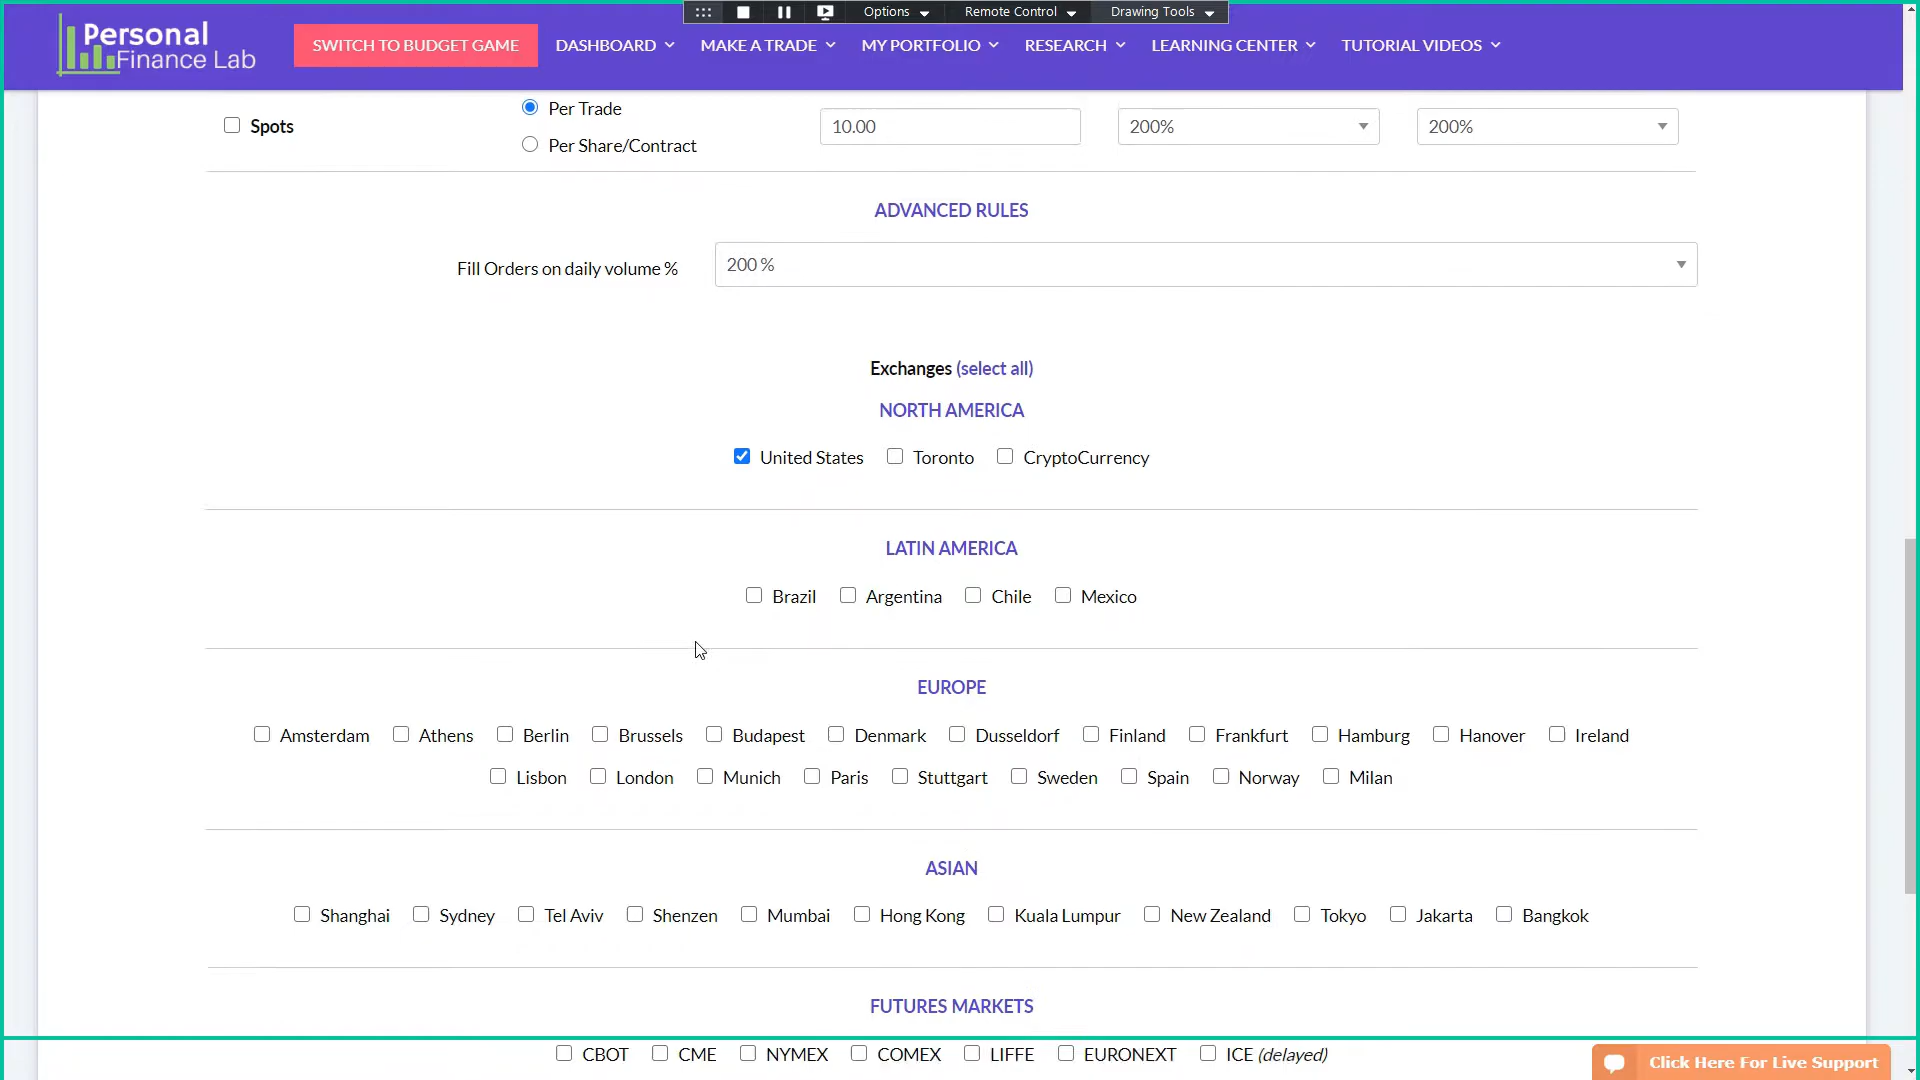 Options Remote Control Drawing Tools
Personal
Finance Lab
SWITCH TO BUDGET GAME DASHBOARD MAKE A TRADE MY PORTFOLIO RESEARCH LEARNING CENTER TUTORIAL VIDEOS
Per Trade
Spots 10.00 200% 200%
Per Share/Contract
ADVANCED RULES
Fill Orders on daily volume % 200 %
Exchanges (select all)
NORTH AMERICA
United States Toronto CryptoCurrency
LATIN AMERICA
Brazil Argentina Chile Mexico
EUROPE
Amsterdam Athens Berlin Brussels Budapest Denmark Dusseldorf Finland Frankfurt Hamburg Hanover Ireland
Lisbon London Munich Paris Stuttgart Sweden Spain Norway Milan
ASIAN
Shanghai Sydney Tel Aviv Shenzen Mumbai Hong Kong Kuala Lumpur New Zealand Tokyo Jakarta Bangkok
FUTURES MARKETS
CBOT CME NYMEX COMEX LIFFE EURONEXT ICE (delayed)
Click Here For Live Support